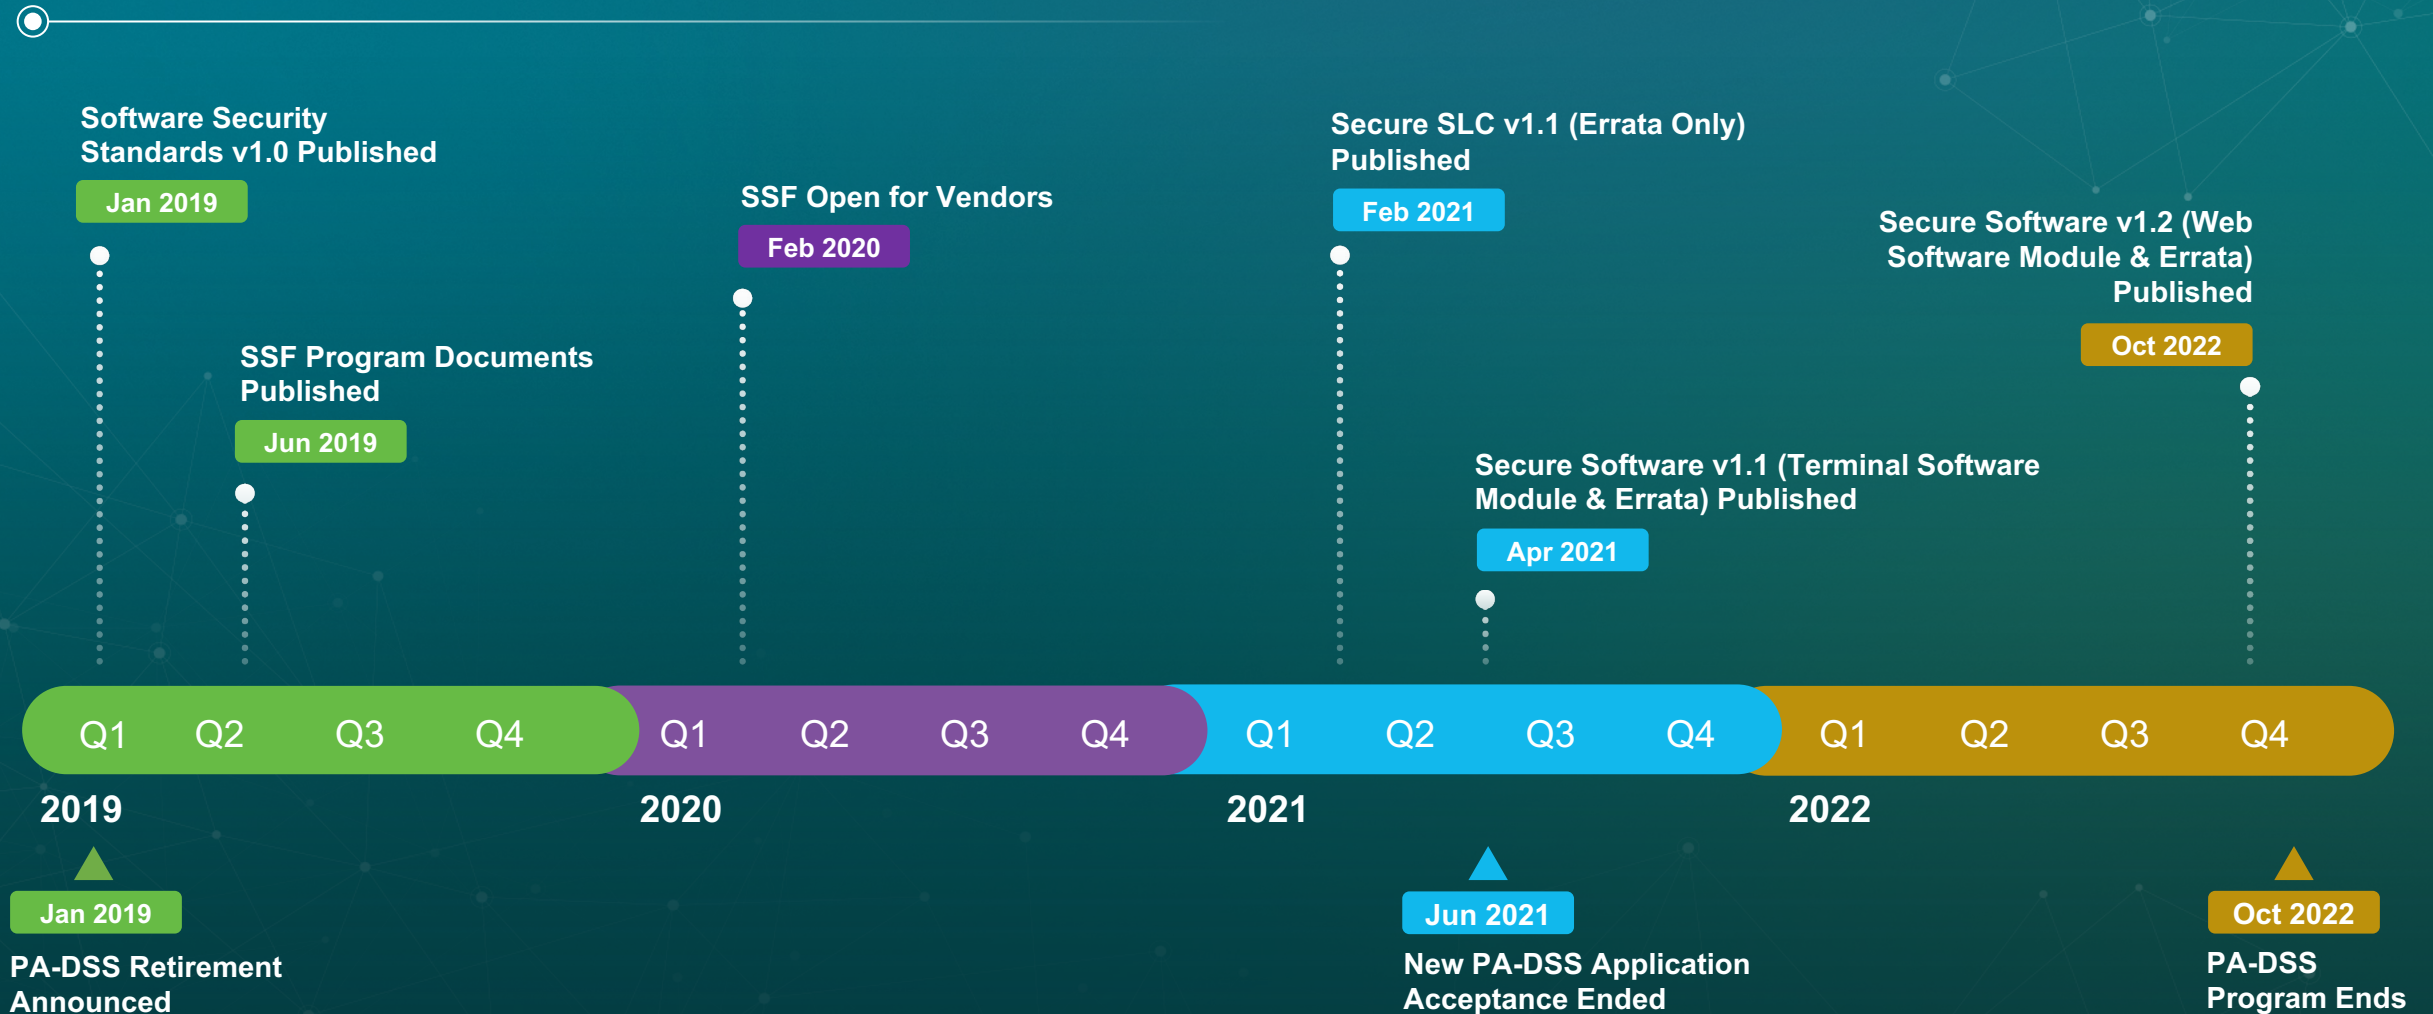 Software Security
Standards v1.0 Published
Jan 2019
SSF Program Documents
Published
Jun 2019
SSF Open for Vendors
Feb 2020
Secure SLC v1.1 (Errata Only)
Published
Feb 2021
Secure Software v1.1 (Terminal Software
Module & Errata) Published
Apr 2021
Secure Software v1.2 (Web
Software Module & Errata)
Published
Oct 2022
Q1 Q2 Q3 Q4 Q1 Q2 Q3 Q4 Q1 Q2 Q3 Q4 Q1 Q2 Q3 Q4
2019 2020 2021 2022
Jan 2019
PA-DSS Retirement
Announced
Jun 2021
New PA-DSS Application
Acceptance Ended
Oct 2022
PA-DSS
Program Ends